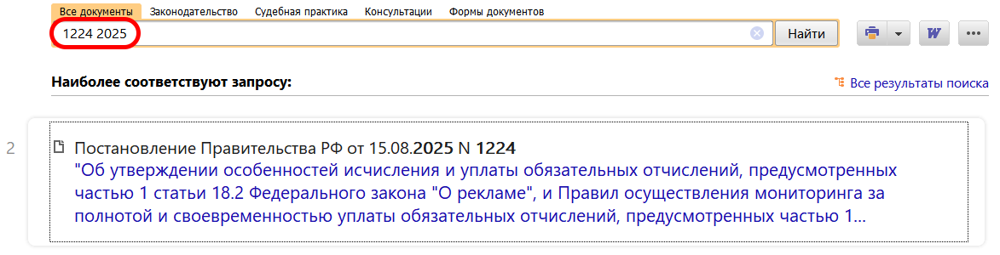 Все документы Законодательство Судебная практика Консультации Формы документов
1224 2025 Найти W
Наиболее соответствуют запросу: Все результаты поиска
2 Постановление Правительства РФ от 15.08.2025 N 1224
"Об утверждении особенностей исчисления и уплаты обязательных отчислений, предусмотренных
частью 1 статьи 18.2 Федерального закона "О рекламе", и Правил осуществления мониторинга за
полнотой и своевременностью уплаты обязательных отчислений, предусмотренных частью 1...